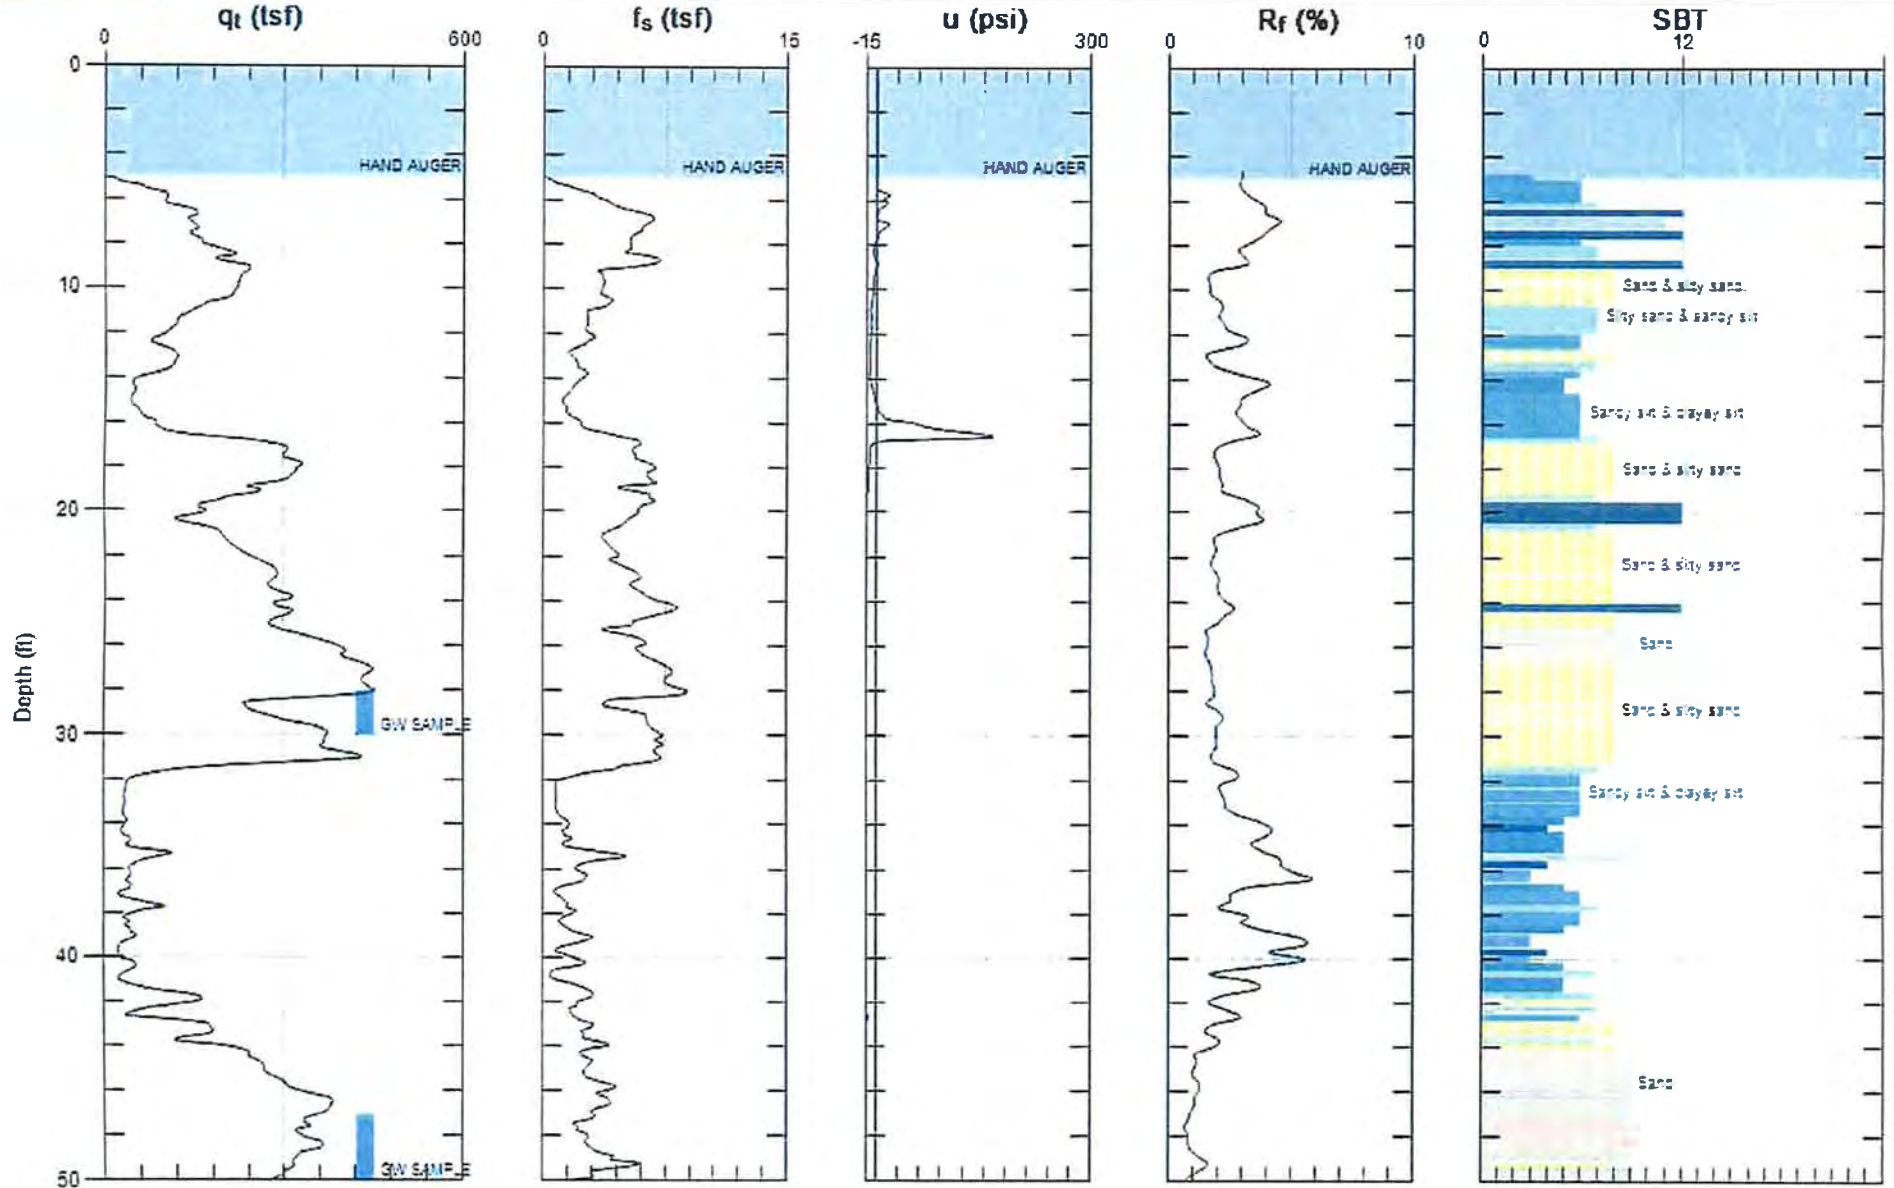 qt (tsf)
fs (tsf)
u (psi)
Rf (%)
SBT
0
600
0
15
-15
300
0
10
0
12
0
HAND AUGER
HAND AUGER
HAND AUGER
HAND AUGER
10
Sand & silty sand
Silty sand & sandy silt
Sandy silt & clayey silt
Sand & silty sand
20
Sand & silty sand
Sand
Depth (ft)
Sand & silty sand
GW SAMPLE
30
Sandy silt & clayey silt
40
Sand
GW SAMPLE
50